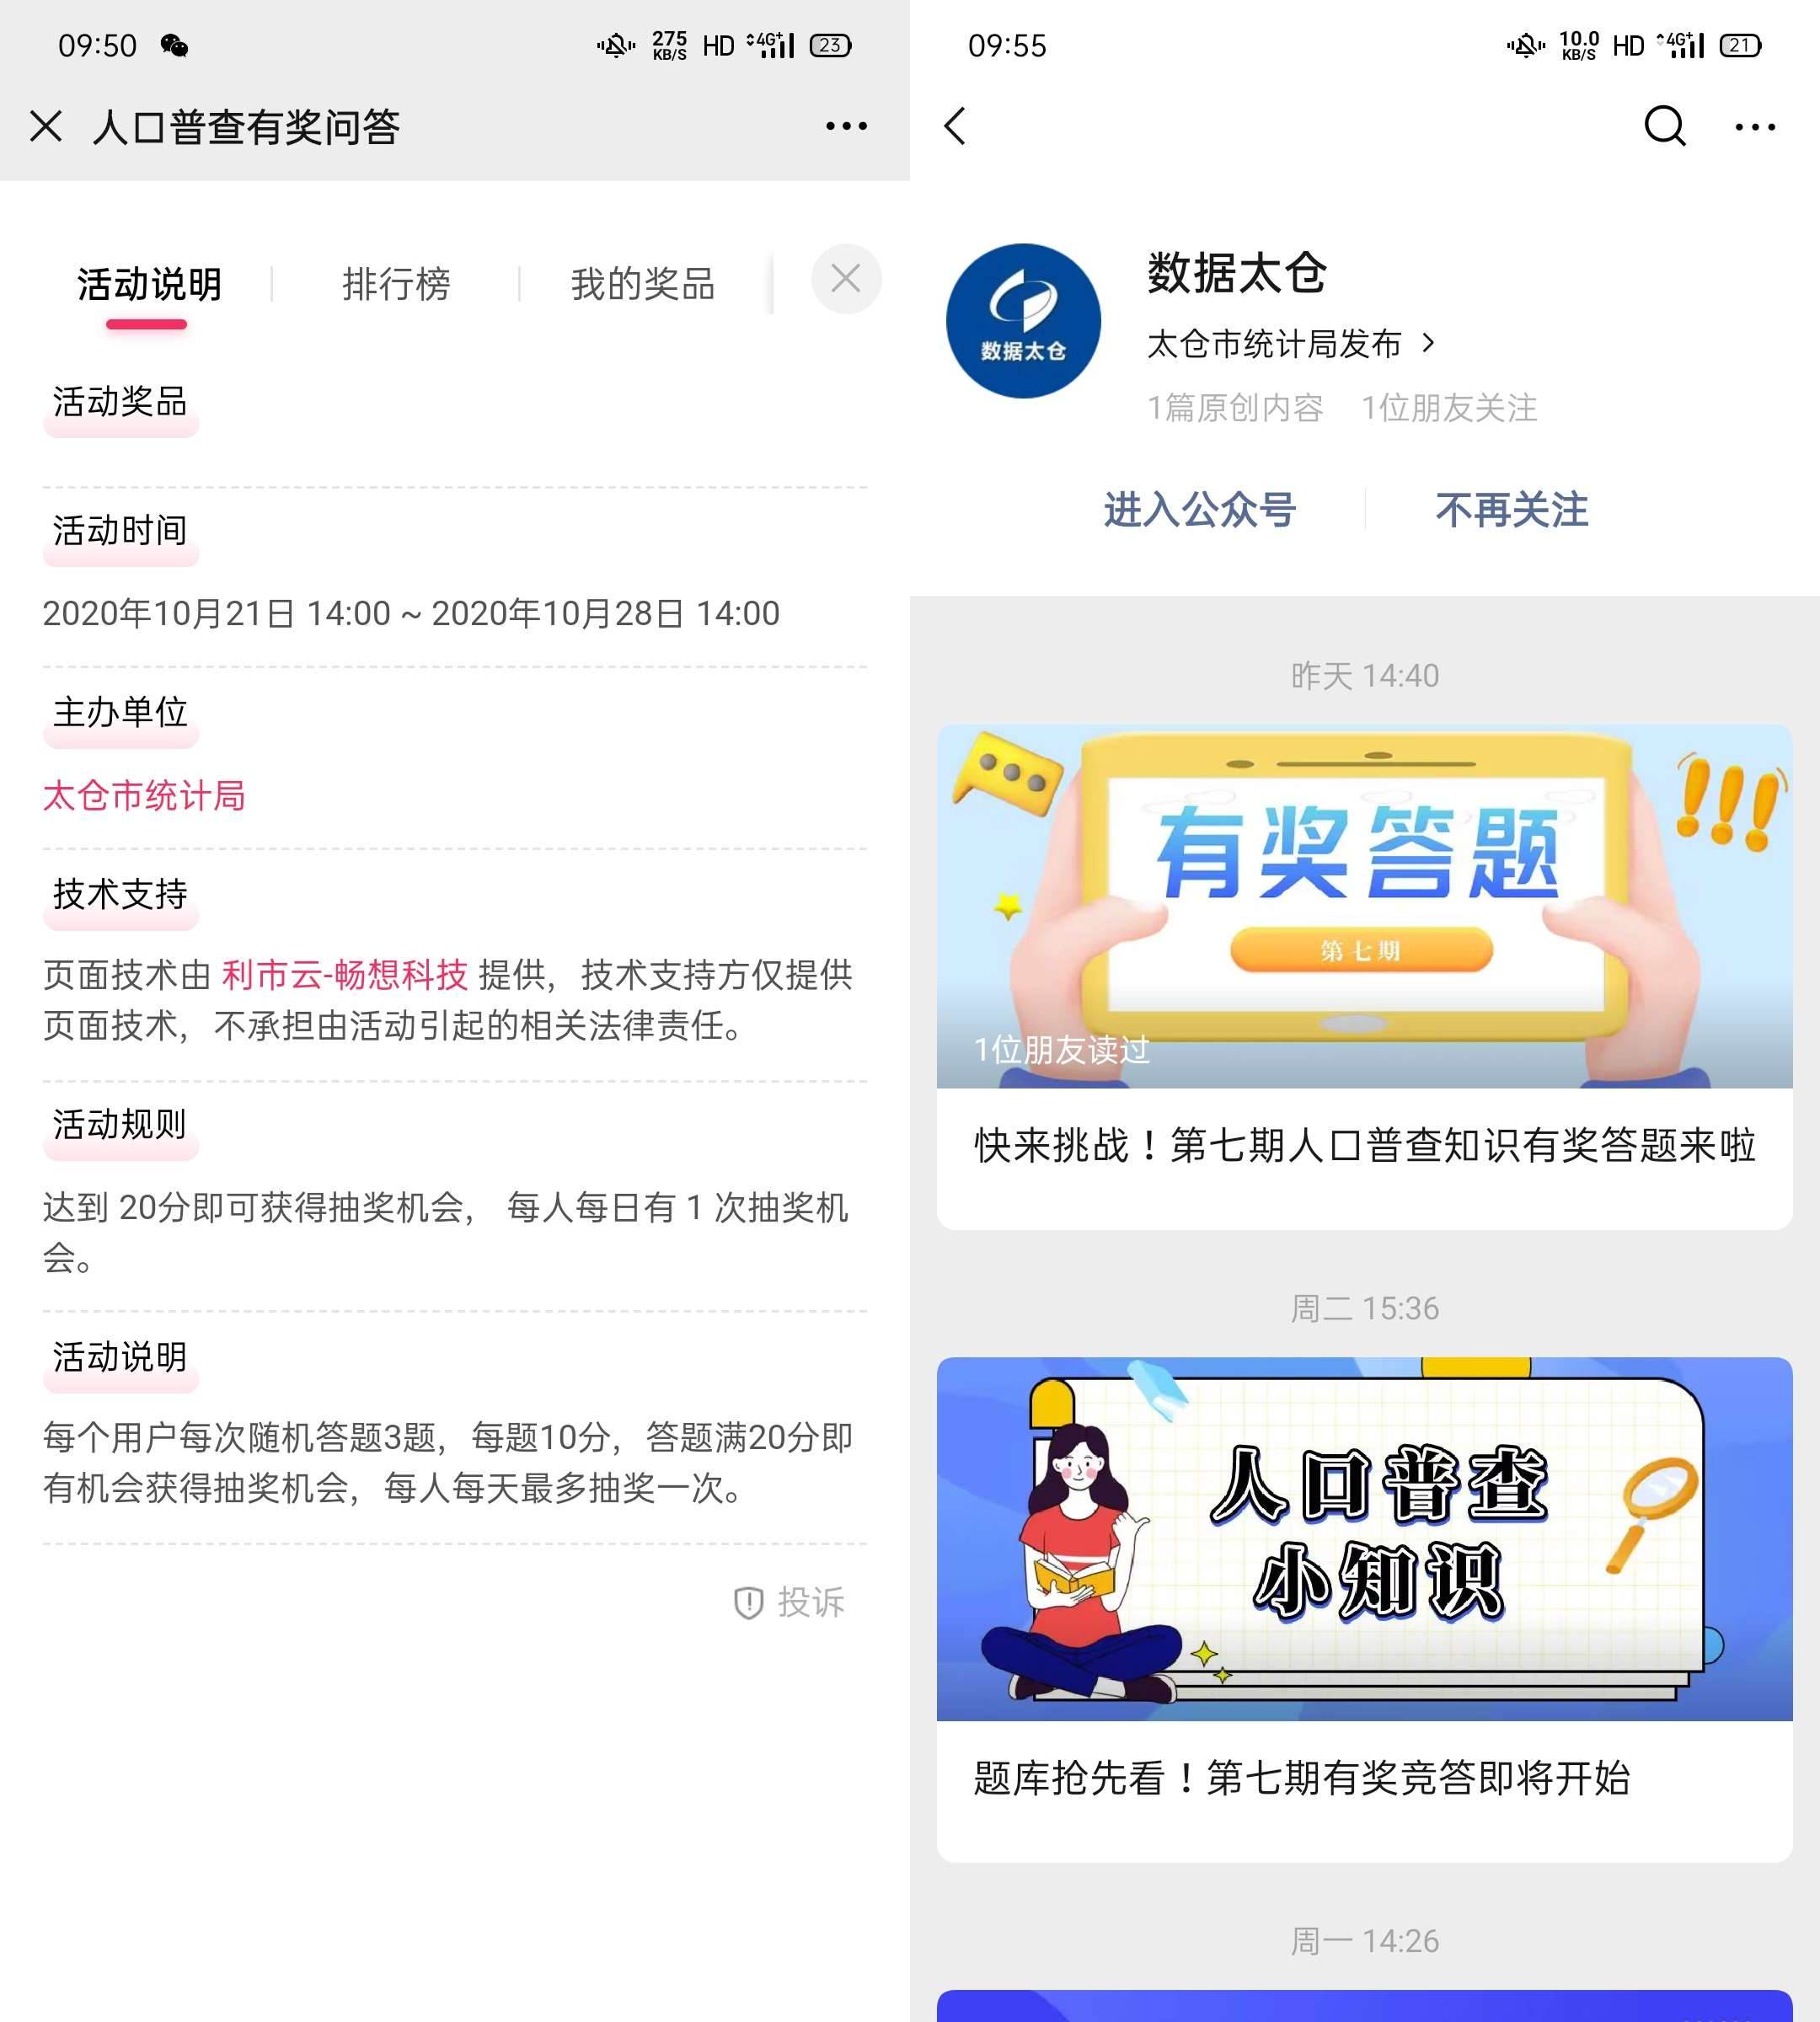 09:50
275
KB/S
HD
4G+
23
人口普查有奖问答
活动说明
排行榜
我的奖品
活动奖品
活动时间
2020年10月21日 14:00 ~ 2020年10月28日 14:00
主办单位
太仓市统计局
技术支持
页面技术由 利市云-畅想科技 提供，技术支持方仅提供
页面技术，不承担由活动引起的相关法律责任。
活动规则
达到 20分即可获得抽奖机会， 每人每日有 1 次抽奖机
会。
活动说明
每个用户每次随机答题3题，每题10分，答题满20分即
有机会获得抽奖机会，每人每天最多抽奖一次。
投诉
09:55
10.0
KB/S
HD
4G+
21
数据太仓
数据太仓
太仓市统计局发布
1篇原创内容 1位朋友关注
进入公众号
不再关注
昨天 14:40
有奖答题
第七期
1位朋友读过
快来挑战！第七期人口普查知识有奖答题来啦
周二 15:36
人口普查
小知识
题库抢先看！第七期有奖竞答即将开始
周一 14:26